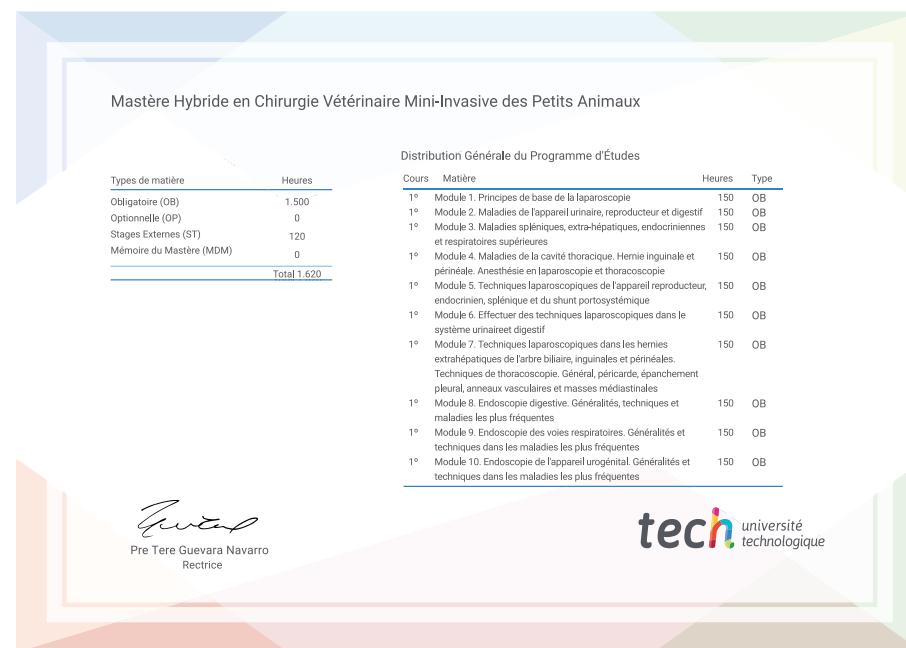 Mastère Hybride en Chirurgie Vétérinaire Mini-Invasive des Petits Animaux
Types de matière Heures
Obligatoire (OB) 1.500
Optionnelle (OP) 0
Stages Externes (ST) 120
Mémoire du Mastère (MDM) 0
Total 1.620
Distribution Générale du Programme d'Études
Cours Matière Heures Type
1º Module 1. Principes de base de la laparoscopie 150 OB
1º Module 2. Maladies de l'appareil urinaire, reproducteur et digestif 150 OB
1º Module 3. Maladies spléniques, extra-hépatiques, endocriniennes 150 OB
et respiratoires supérieures
1º Module 4. Maladies de la cavité thoracique. Hernie inguinale et 150 OB
périnéale. Anesthésie en laparoscopie et thoracoscopie
1º Module 5. Techniques laparoscopiques de l'appareil reproducteur, 150 OB
endocrinien, splénique et du shunt portosystémique
1º Module 6. Effectuer des techniques laparoscopiques dans le 150 OB
système urinaireet digestif
1º Module 7. Techniques laparoscopiques dans les hernies 150 OB
extrahépatiques de l'arbre biliaire, inguinales et périnéales.
Techniques de thoracoscopie. Général, péricarde, épanchement
pleural, anneaux vasculaires et masses médiastinales
1º Module 8. Endoscopie digestive. Généralités, techniques et 150 OB
maladies les plus fréquentes
1º Module 9. Endoscopie des voies respiratoires. Généralités et 150 OB
techniques dans les maladies les plus fréquentes
1º Module 10. Endoscopie de l'appareil urogénital. Généralités et 150 OB
techniques dans les maladies les plus fréquentes
Pre Tere Guevara Navarro
Rectrice
tech université
technologique